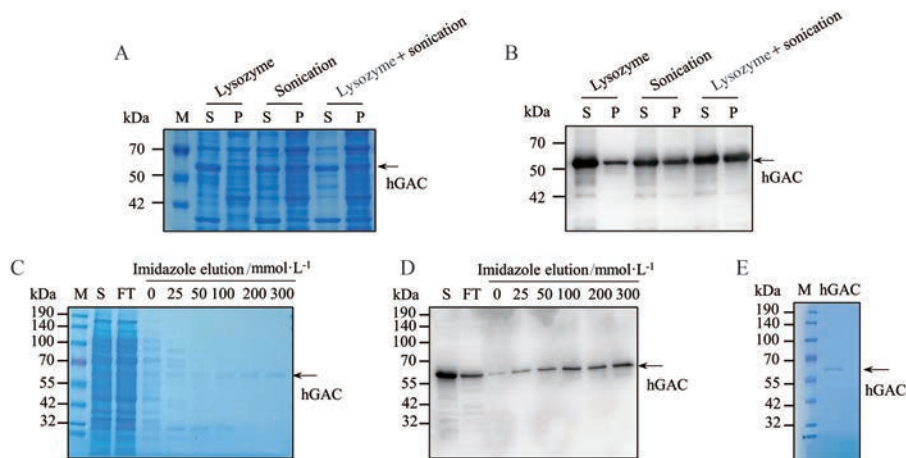 A
Lysozyme Sonication Lysozyme + sonication
kDa M S P S P S P
70
50
42
hGAC
B
Lysozyme Sonication Lysozyme + sonication
kDa S P S P S P
70
50
42
hGAC
C
Imidazole elution/mmol·L⁻¹
kDa M S FT 0 25 50 100 200 300
190
140
100
70
55
42
32
hGAC
D
Imidazole elution/mmol·L⁻¹
kDa S FT 0 25 50 100 200 300
190
140
100
70
55
42
32
hGAC
E
kDa M hGAC
190
140
100
70
55
42
32
hGAC